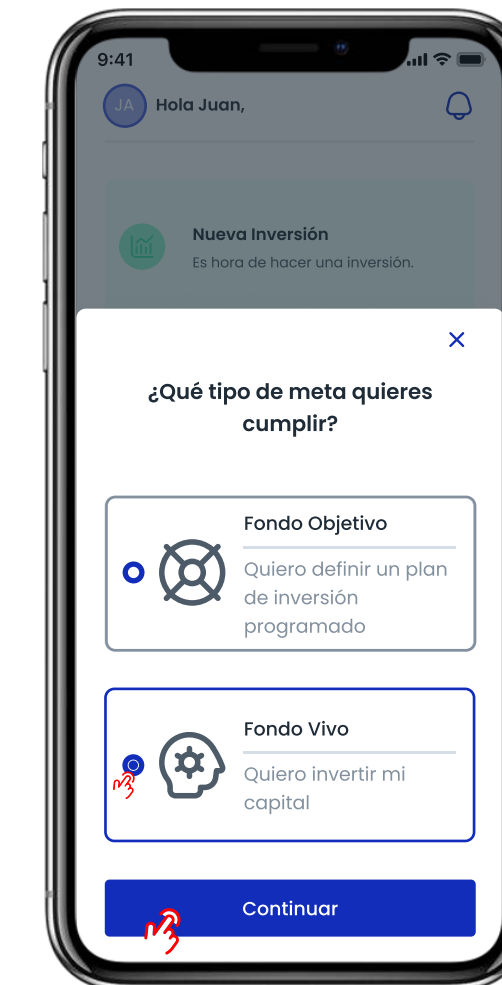 9:41
JA Hola Juan,
Nueva Inversión
Es hora de hacer una inversión.
¿Qué tipo de meta quieres
cumplir?
Fondo Objetivo
Quiero definir un plan
de inversión
programado
Fondo Vivo
Quiero invertir mi
capital
Continuar